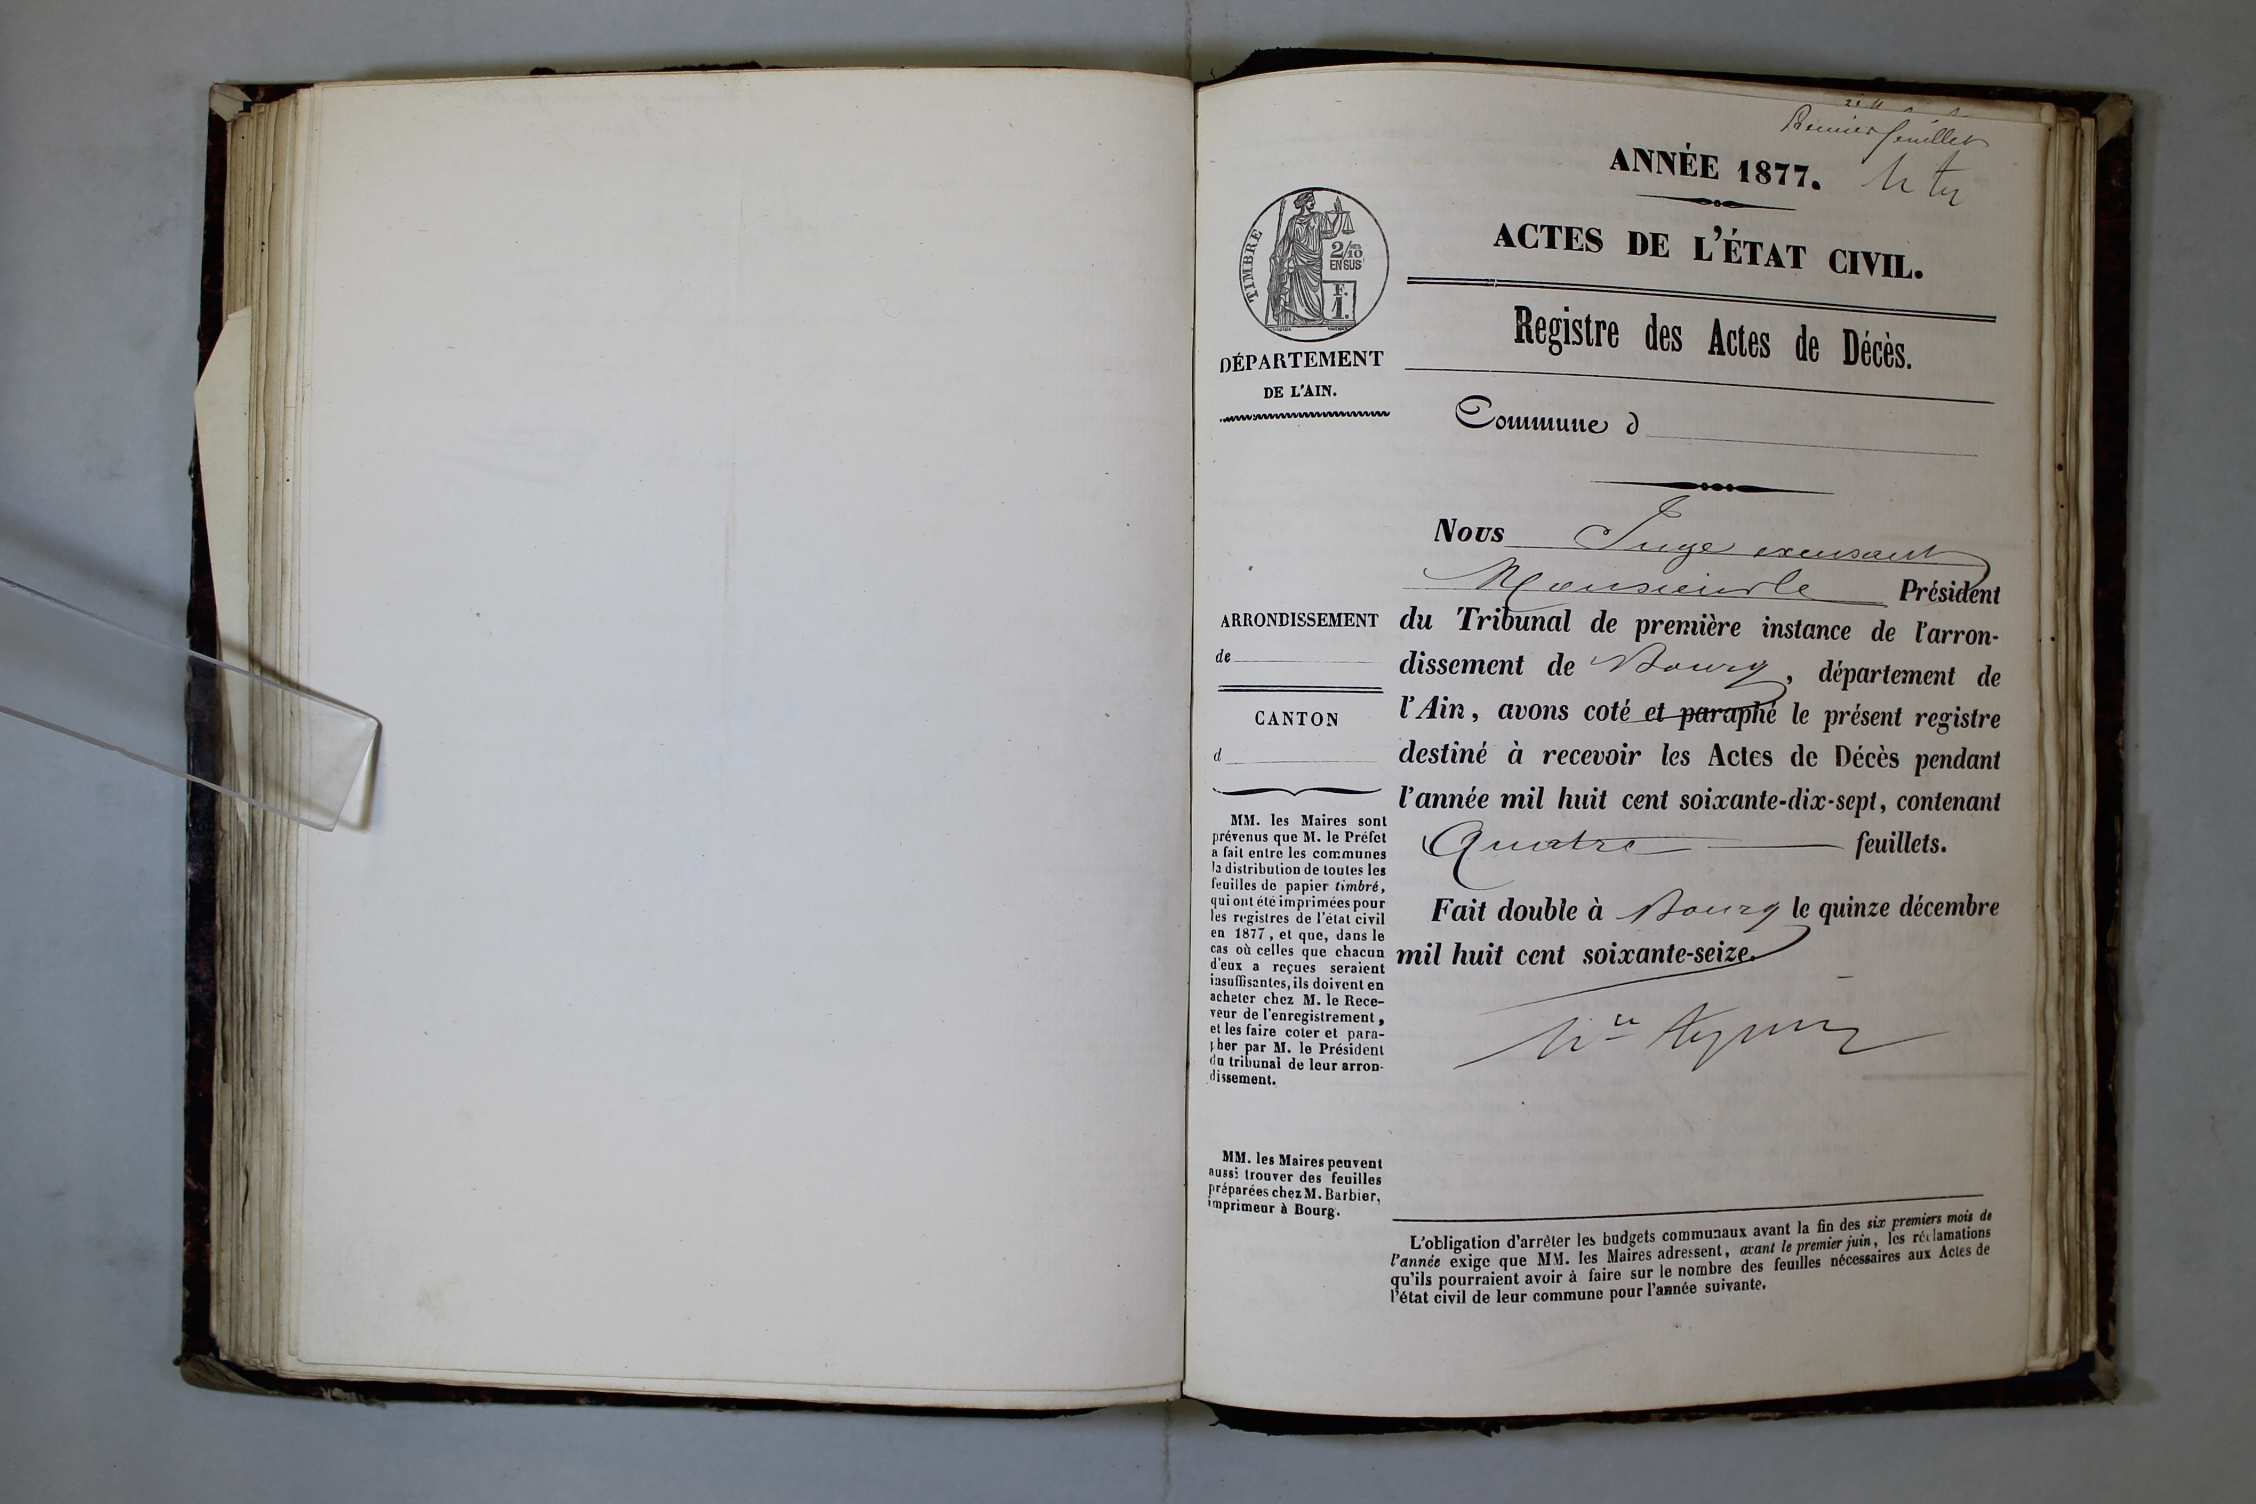 Premier feuillet
ANNÉE 1877.
ACTES DE L'ÉTAT CIVIL.
TIMBRE
2/10
EN SUS
F.
1.
DÉPARTEMENT
DE L'AIN.
Registre des Actes de Décès.
Commune d
Nous Juge excusant
Monsieur le Président
du Tribunal de première instance de l'arron-
dissement de Bourg, département de
l'Ain, avons coté et paraphé le présent registre
destiné à recevoir les Actes de Décès pendant
l'année mil huit cent soixante-dix-sept, contenant
Quatre feuillets.
Fait double à Bourg le quinze décembre
mil huit cent soixante-seize.
ARRONDISSEMENT
de
CANTON
d
MM. les Maires sont
prévenus que M. le Préfet
a fait entre les communes
la distribution de toutes les
feuilles de papier timbré,
qui ont été imprimées pour
les registres de l'état civil
en 1877, et que, dans le
cas où celles que chacun
d'eux a reçues seraient
insuffisantes, ils doivent en
acheter chez M. le Rece-
veur de l'enregistrement,
et les faire coter et para-
pher par M. le Président
du tribunal de leur arron-
dissement.
MM. les Maires peuvent
aussi trouver des feuilles
préparées chez M. Barbier,
imprimeur à Bourg.
L'obligation d'arrêter les budgets communaux avant la fin des six premiers mois de
l'année exige que MM. les Maires adressent, avant le premier juin, les réclamations
qu'ils pourraient avoir à faire sur le nombre des feuilles nécessaires aux Actes de
l'état civil de leur commune pour l'année suivante.